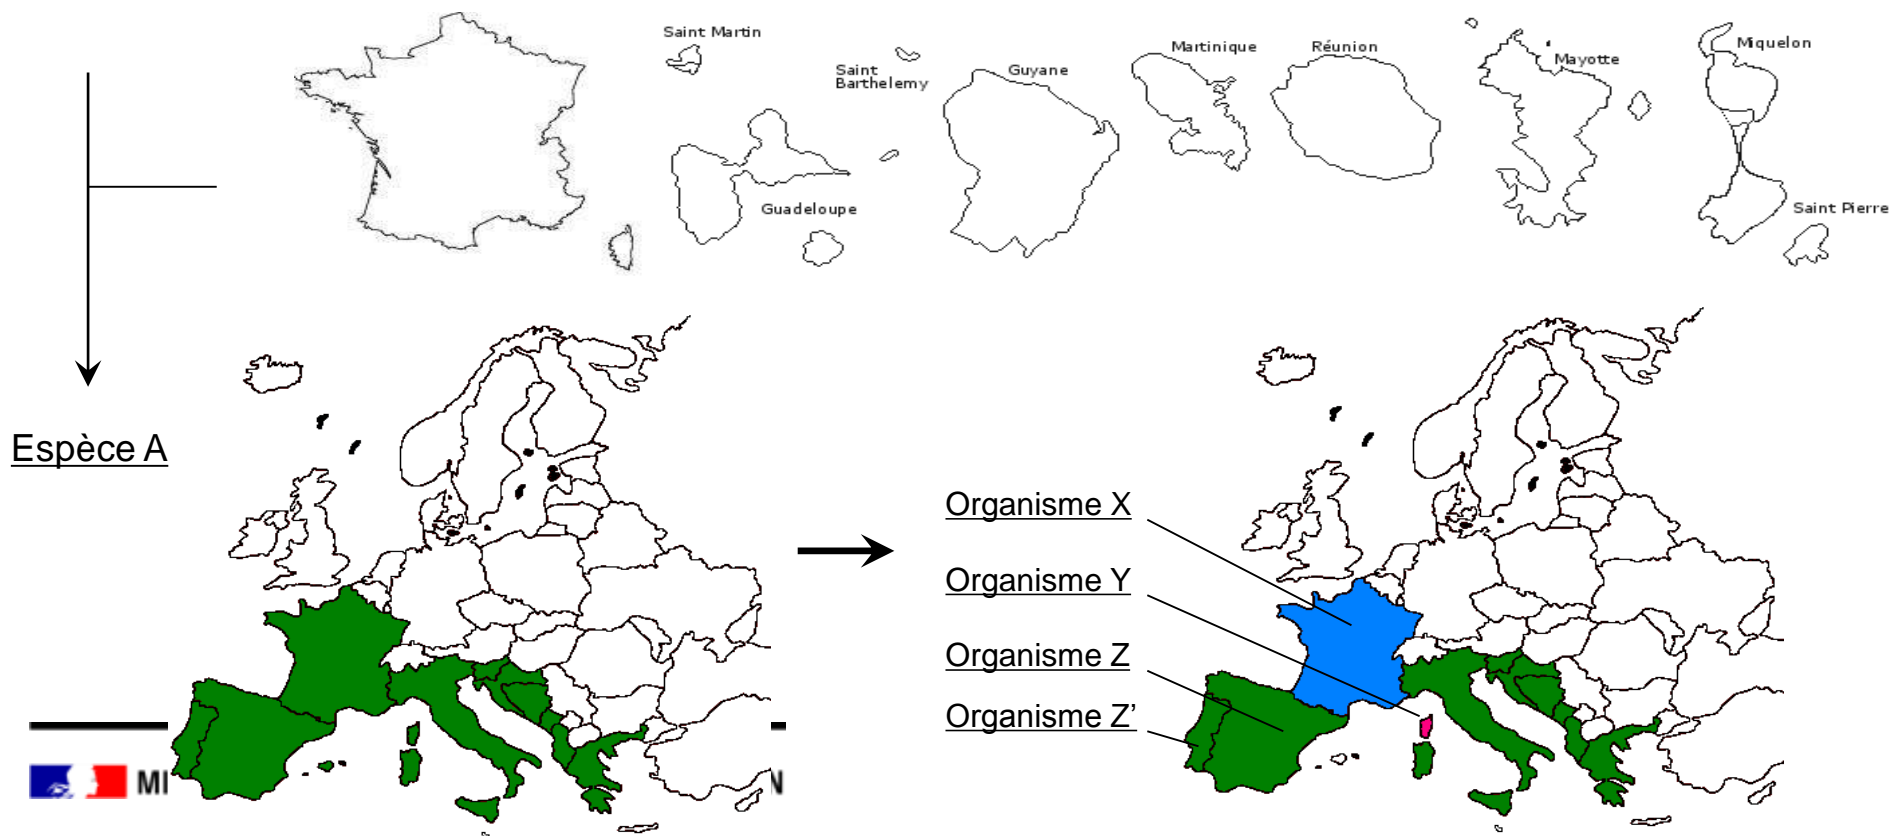 Saint Martin
Saint
Barthelemy
Guyane
Martinique
Réunion
Mayotte
Miquelon
Guadeloupe
Saint Pierre
Espèce A
Organisme X
Organisme Y
Organisme Z
Organisme Z’